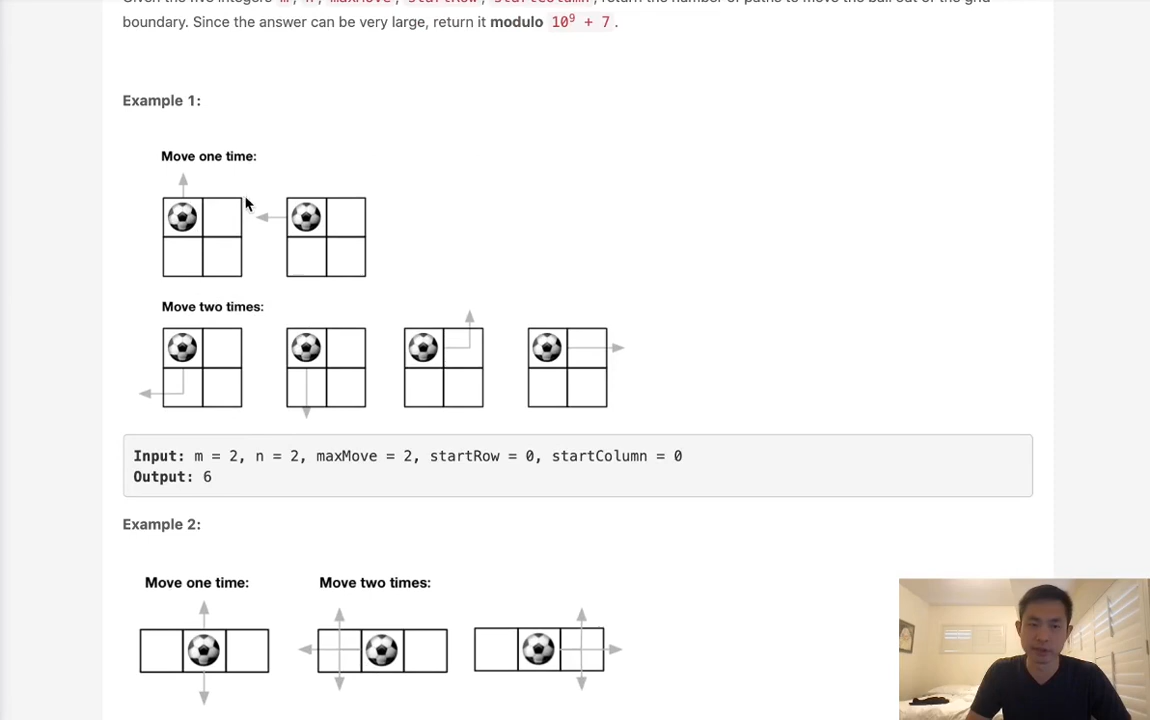 boundary. Since the answer can be very large, return it modulo 10⁹ + 7 .
Example 1:
Move one time:
Move two times:
Input: m = 2, n = 2, maxMove = 2, startRow = 0, startColumn = 0
Output: 6
Example 2:
Move one time: Move two times: